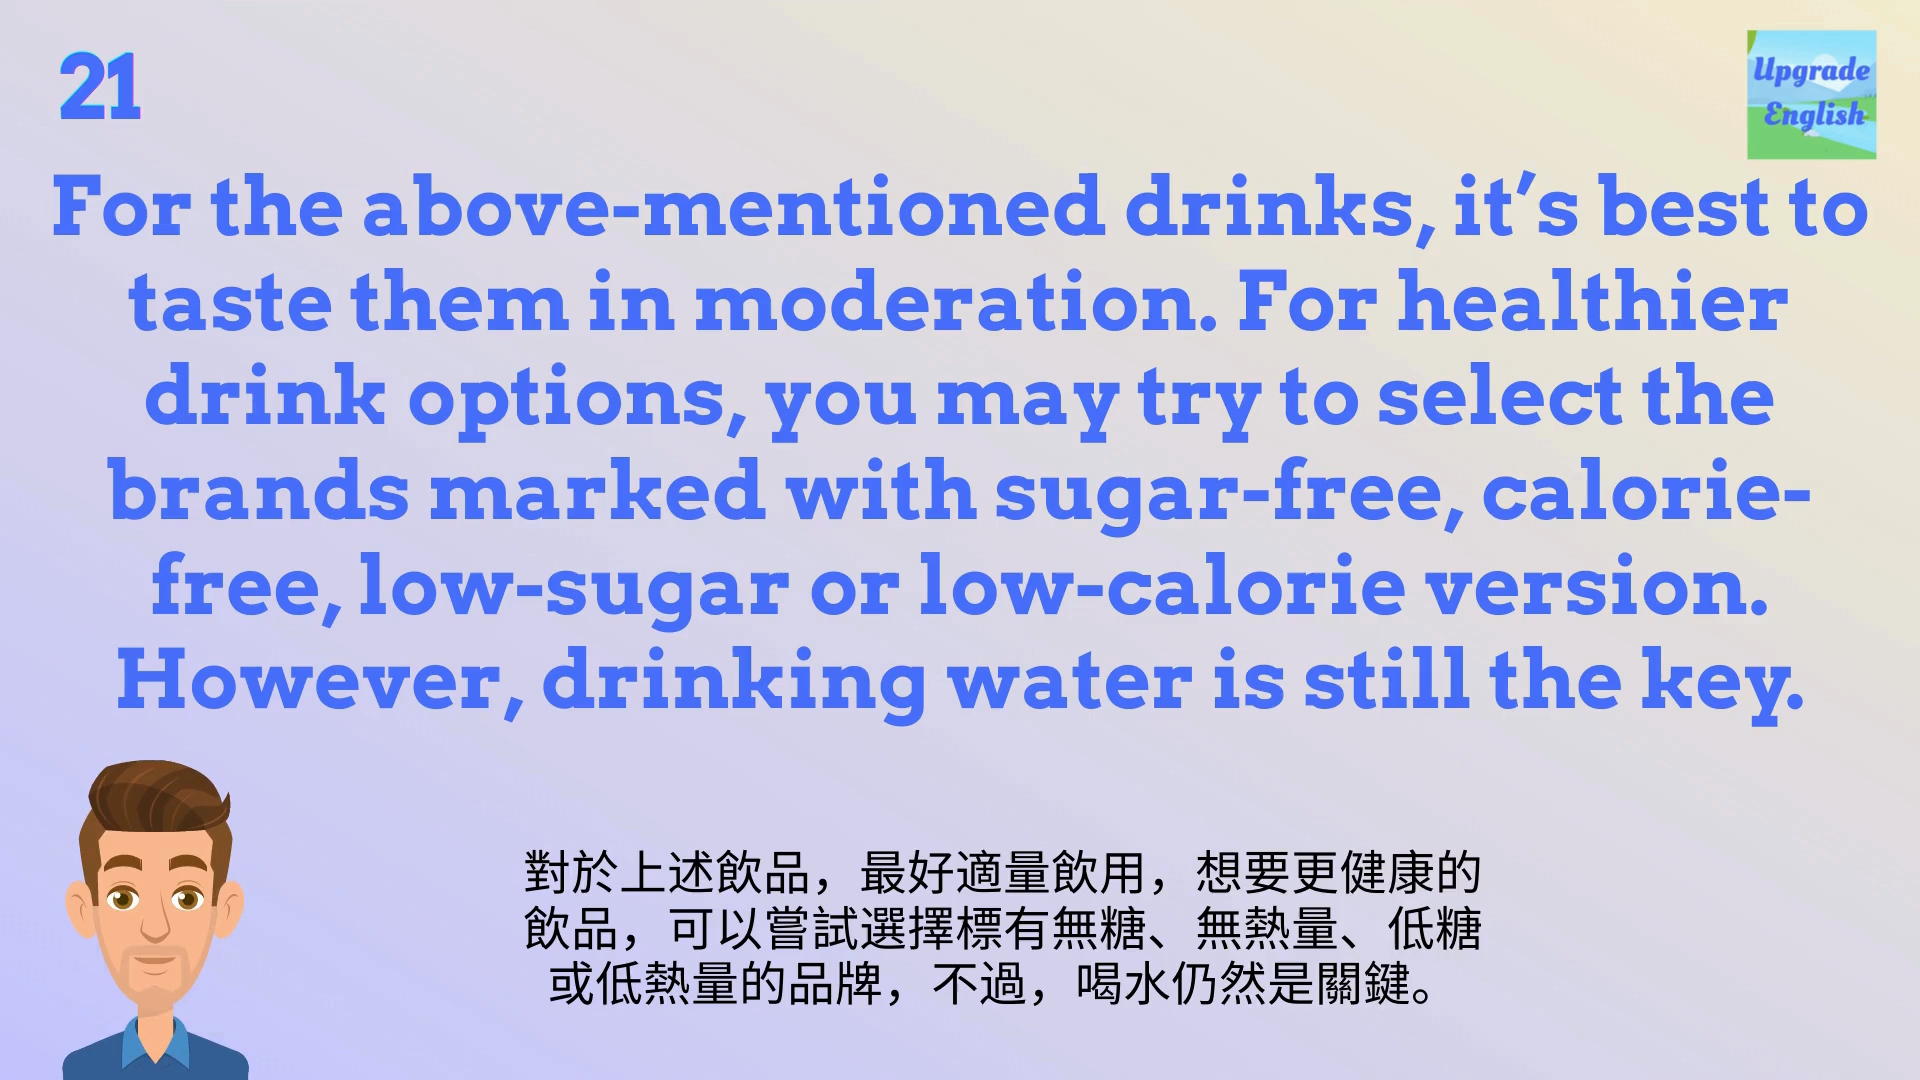 21
Upgrade
English
For the above-mentioned drinks, it’s best to
taste them in moderation. For healthier
drink options, you may try to select the
brands marked with sugar-free, calorie-
free, low-sugar or low-calorie version.
However, drinking water is still the key.
對於上述飲品，最好適量飲用，想要更健康的
飲品，可以嘗試選擇標有無糖、無熱量、低糖
或低熱量的品牌，不過，喝水仍然是關鍵。